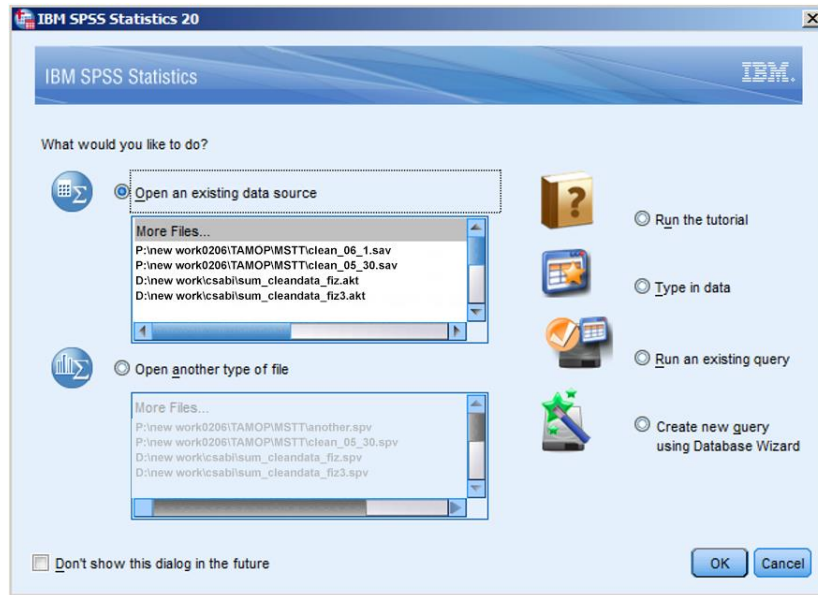 IBM SPSS Statistics 20
IBM SPSS Statistics
IBM.
What would you like to do?
Open an existing data source
More Files...
P:\new work0206\TAMOP\MSTT\clean_06_1.sav
P:\new work0206\TAMOP\MSTT\clean_05_30.sav
D:\new work\csabi\sum_cleandata_fiz.akt
D:\new work\csabi\sum_cleandata_fiz3.akt
Open another type of file
More Files...
P:\new work0206\TAMOP\MSTT\another.spv
P:\new work0206\TAMOP\MSTT\clean_05_30.spv
D:\new work\csabi\sum_cleandata_fiz.spv
D:\new work\csabi\sum_cleandata_fiz3.spv
?
Run the tutorial
Type in data
Run an existing query
Create new query
using Database Wizard
Don't show this dialog in the future
OK
Cancel